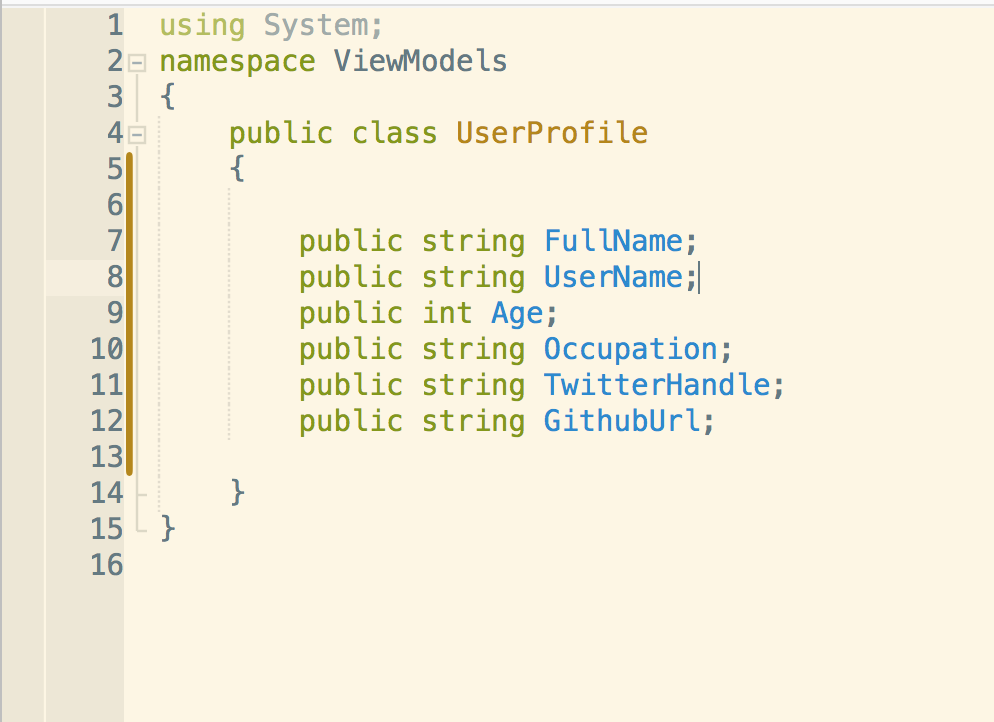 1 using System;
2 namespace ViewModels
3 {
4 public class UserProfile
5 {
6
7 public string FullName;
8 public string UserName;
9 public int Age;
10 public string Occupation;
11 public string TwitterHandle;
12 public string GithubUrl;
13
14 }
15 }
16